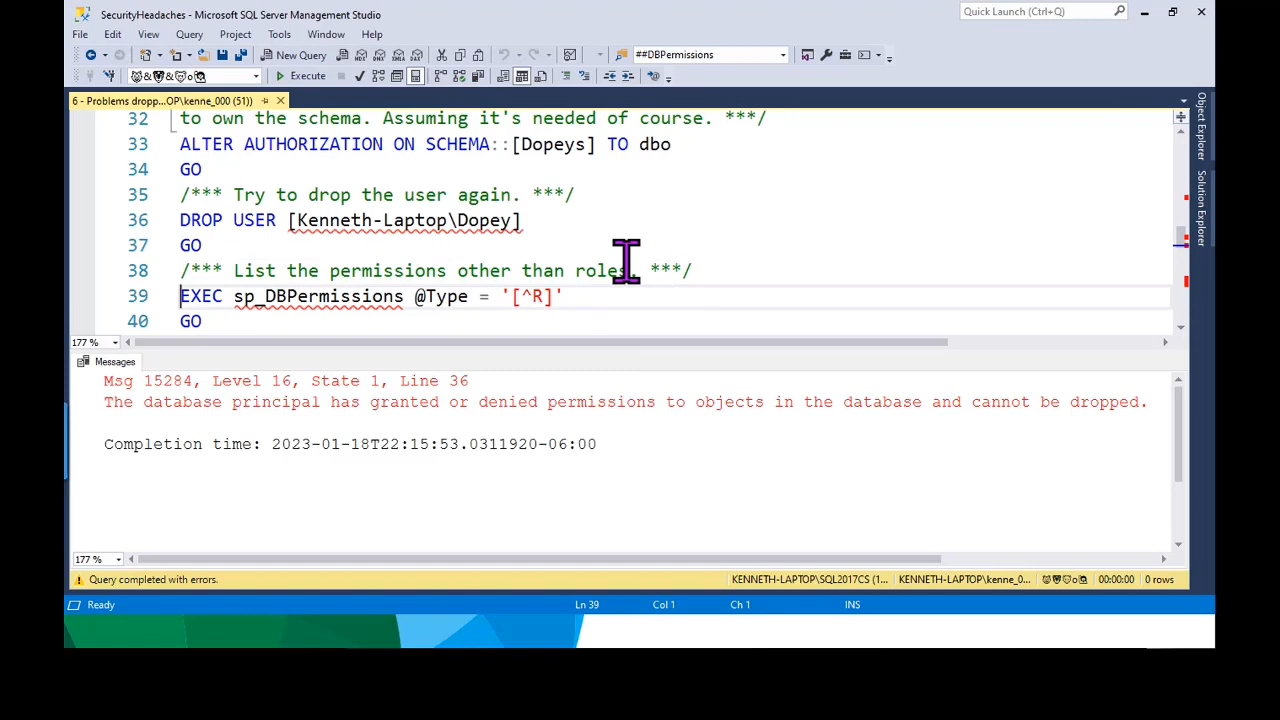 SecurityHeadaches - Microsoft SQL Server Management Studio
Quick Launch (Ctrl+Q)
File Edit View Query Project Tools Window Help
New Query
##DBPermissions
Execute
6 - Problems dropp...OP\kenne_000 (51))
32 to own the schema. Assuming it's needed of course. ***/
33 ALTER AUTHORIZATION ON SCHEMA::[Dopeys] TO dbo
34 GO
35 /*** Try to drop the user again. ***/
36 DROP USER [Kenneth-Laptop\Dopey]
37 GO
38 /*** List the permissions other than roles. ***/
39 EXEC sp_DBPermissions @Type = '[^R]'
40 GO
177 %
Messages
Msg 15284, Level 16, State 1, Line 36
The database principal has granted or denied permissions to objects in the database and cannot be dropped.
Completion time: 2023-01-18T22:15:53.0311920-06:00
177 %
Query completed with errors.
KENNETH-LAPTOP\SQL2017CS (1...
KENNETH-LAPTOP\kenne_0...
00:00:00
0 rows
Ready
Ln 39
Col 1
Ch 1
INS
Object Explorer
Solution Explorer